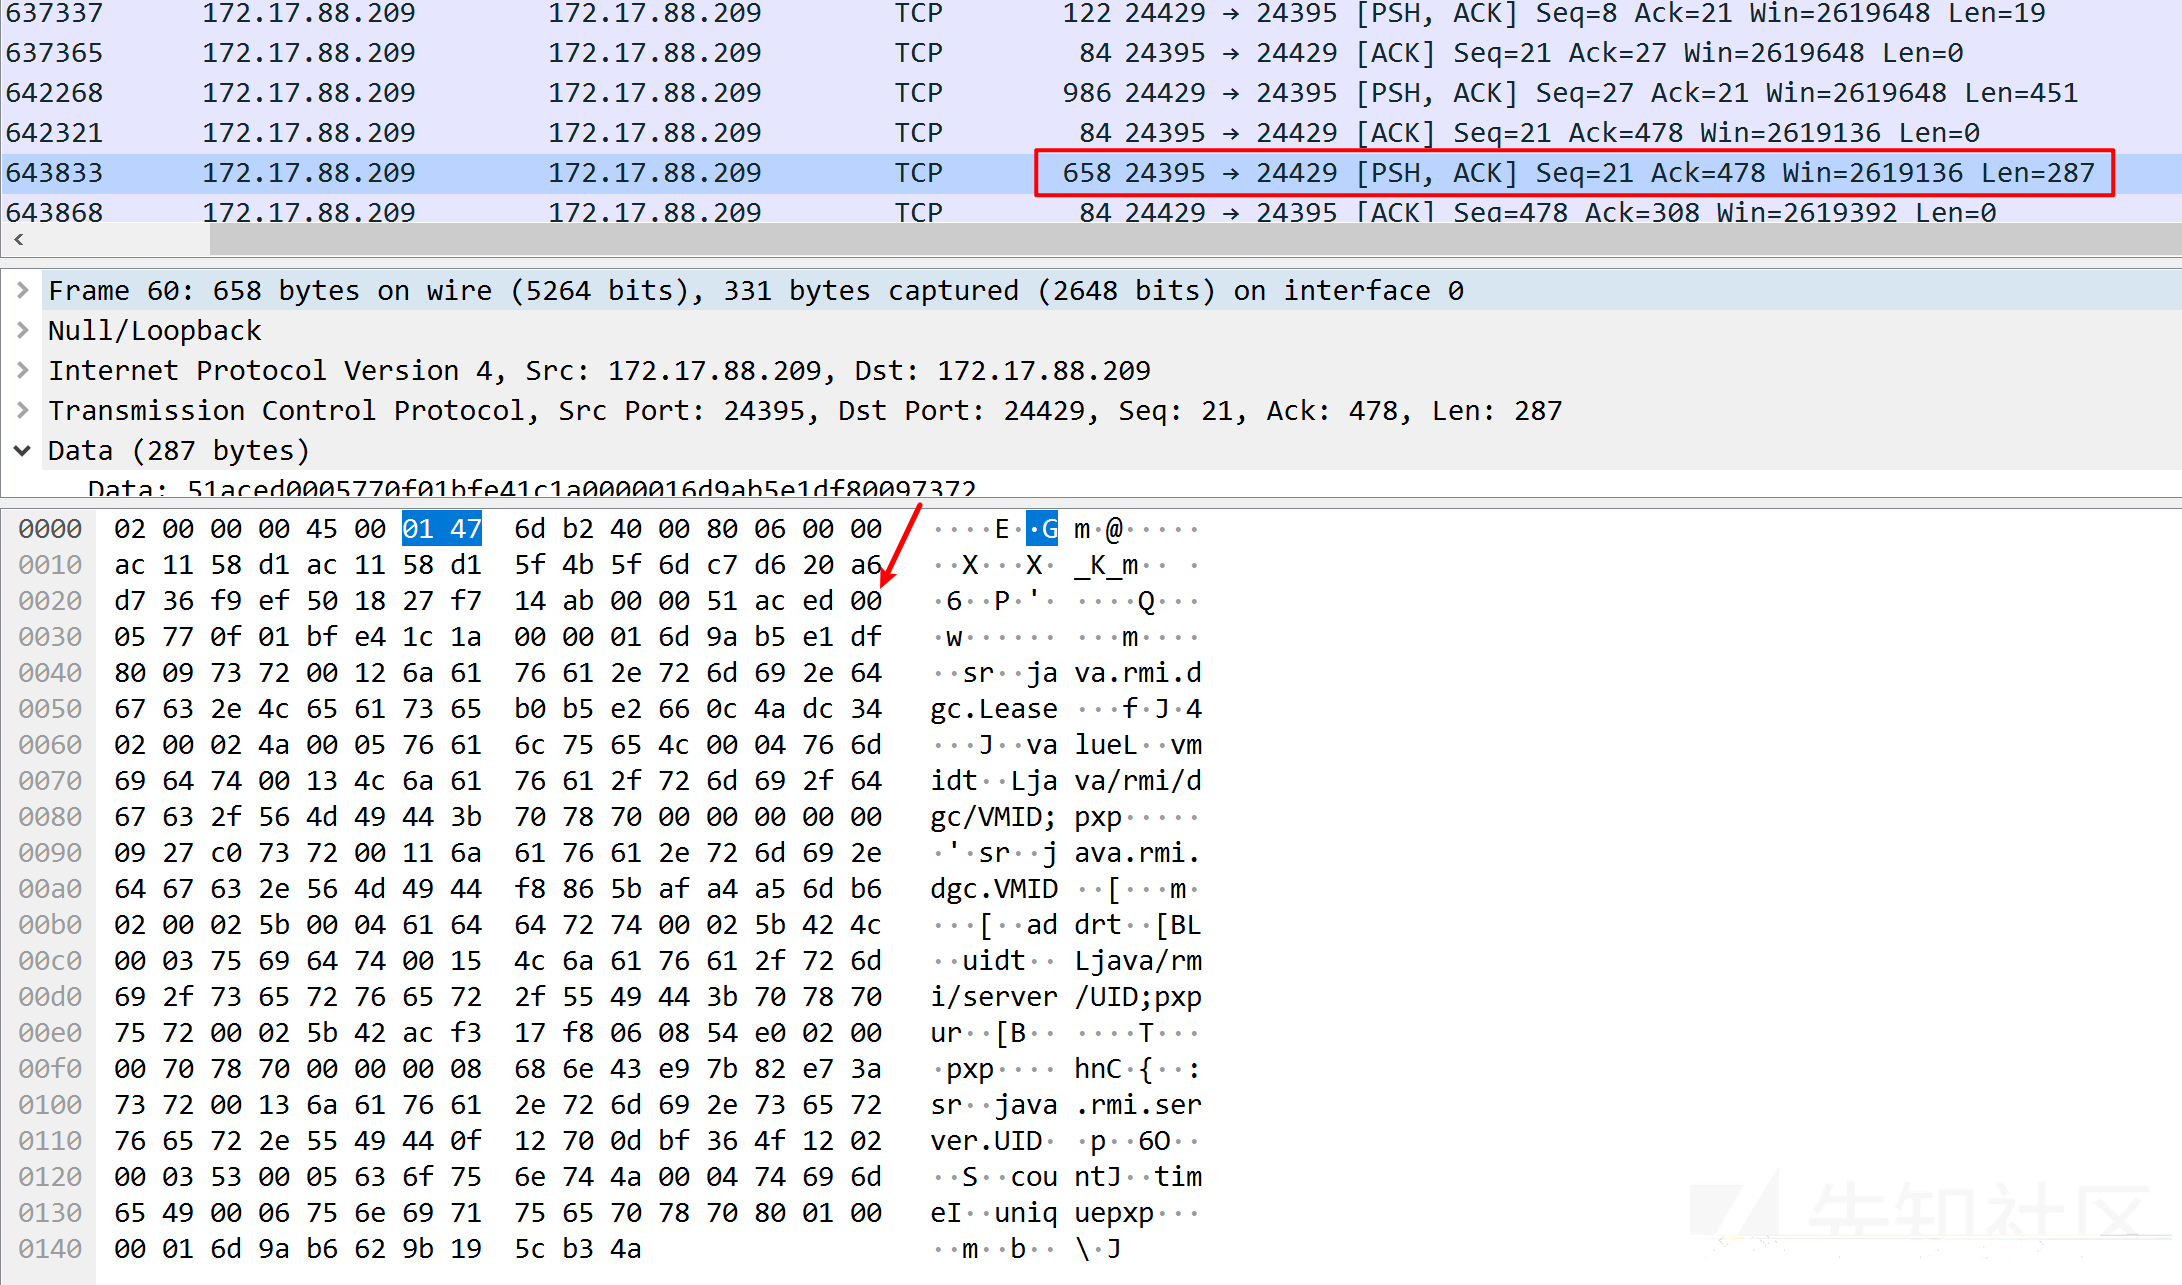 637337 172.17.88.209 172.17.88.209 TCP 122 24429 → 24395 [PSH, ACK] Seq=8 Ack=21 Win=2619648 Len=19
637365 172.17.88.209 172.17.88.209 TCP 84 24395 → 24429 [ACK] Seq=21 Ack=27 Win=2619648 Len=0
642268 172.17.88.209 172.17.88.209 TCP 986 24429 → 24395 [PSH, ACK] Seq=27 Ack=21 Win=2619648 Len=451
642321 172.17.88.209 172.17.88.209 TCP 84 24395 → 24429 [ACK] Seq=21 Ack=478 Win=2619136 Len=0
643833 172.17.88.209 172.17.88.209 TCP 658 24395 → 24429 [PSH, ACK] Seq=21 Ack=478 Win=2619136 Len=287
643868 172.17.88.209 172.17.88.209 TCP 84 24429 → 24395 [ACK] Seq=478 Ack=308 Win=2619392 Len=0
Frame 60: 658 bytes on wire (5264 bits), 331 bytes captured (2648 bits) on interface 0
Null/Loopback
Internet Protocol Version 4, Src: 172.17.88.209, Dst: 172.17.88.209
Transmission Control Protocol, Src Port: 24395, Dst Port: 24429, Seq: 21, Ack: 478, Len: 287
Data (287 bytes)
Data: 51aced0005770f01bfe41c1a0000016d9ab5e1df80097372
0000 02 00 00 00 45 00 01 47 6d b2 40 00 80 06 00 00 ····E··G m·@·····
0010 ac 11 58 d1 ac 11 58 d1 5f 4b 5f 6d c7 d6 20 a6 ··X···X· _K_m·· ·
0020 d7 36 f9 ef 50 18 27 f7 14 ab 00 00 51 ac ed 00 ·6··P·'· ····Q···
0030 05 77 0f 01 bf e4 1c 1a 00 00 01 6d 9a b5 e1 df ·w······ ···m····
0040 80 09 73 72 00 12 6a 61 76 61 2e 72 6d 69 2e 64 ··sr··ja va.rmi.d
0050 67 63 2e 4c 65 61 73 65 b0 b5 e2 66 0c 4a dc 34 gc.Lease ···f·J·4
0060 02 00 02 4a 00 05 76 61 6c 75 65 4c 00 04 76 6d ···J··va lueL··vm
0070 69 64 74 00 13 4c 6a 61 76 61 2f 72 6d 69 2f 64 idt··Lja va/rmi/d
0080 67 63 2f 56 4d 49 44 3b 70 78 70 00 00 00 00 00 gc/VMID; pxp·····
0090 09 27 c0 73 72 00 11 6a 61 76 61 2e 72 6d 69 2e ·'·sr··j ava.rmi.
00a0 64 67 63 2e 56 4d 49 44 f8 86 5b af a4 a5 6d b6 dgc.VMID ··[···m·
00b0 02 00 02 5b 00 04 61 64 64 72 74 00 02 5b 42 4c ···[··ad drt··[BL
00c0 00 03 75 69 64 74 00 15 4c 6a 61 76 61 2f 72 6d ··uidt·· Ljava/rm
00d0 69 2f 73 65 72 76 65 72 2f 55 49 44 3b 70 78 70 i/server /UID;pxp
00e0 75 72 00 02 5b 42 ac f3 17 f8 06 08 54 e0 02 00 ur··[B·· ····T···
00f0 00 70 78 70 00 00 00 08 68 6e 43 e9 7b 82 e7 3a ·pxp···· hnC·{··:
0100 73 72 00 13 6a 61 76 61 2e 72 6d 69 2e 73 65 72 sr··java .rmi.ser
0110 76 65 72 2e 55 49 44 0f 12 70 0d bf 36 4f 12 02 ver.UID· ·p··6O··
0120 00 03 53 00 05 63 6f 75 6e 74 4a 00 04 74 69 6d ··S··cou ntJ··tim
0130 65 49 00 06 75 6e 69 71 75 65 70 78 70 80 01 00 eI··uniq uepxp···
0140 00 01 6d 9a b6 62 9b 19 5c b3 4a ··m··b·· \·J
先知社区